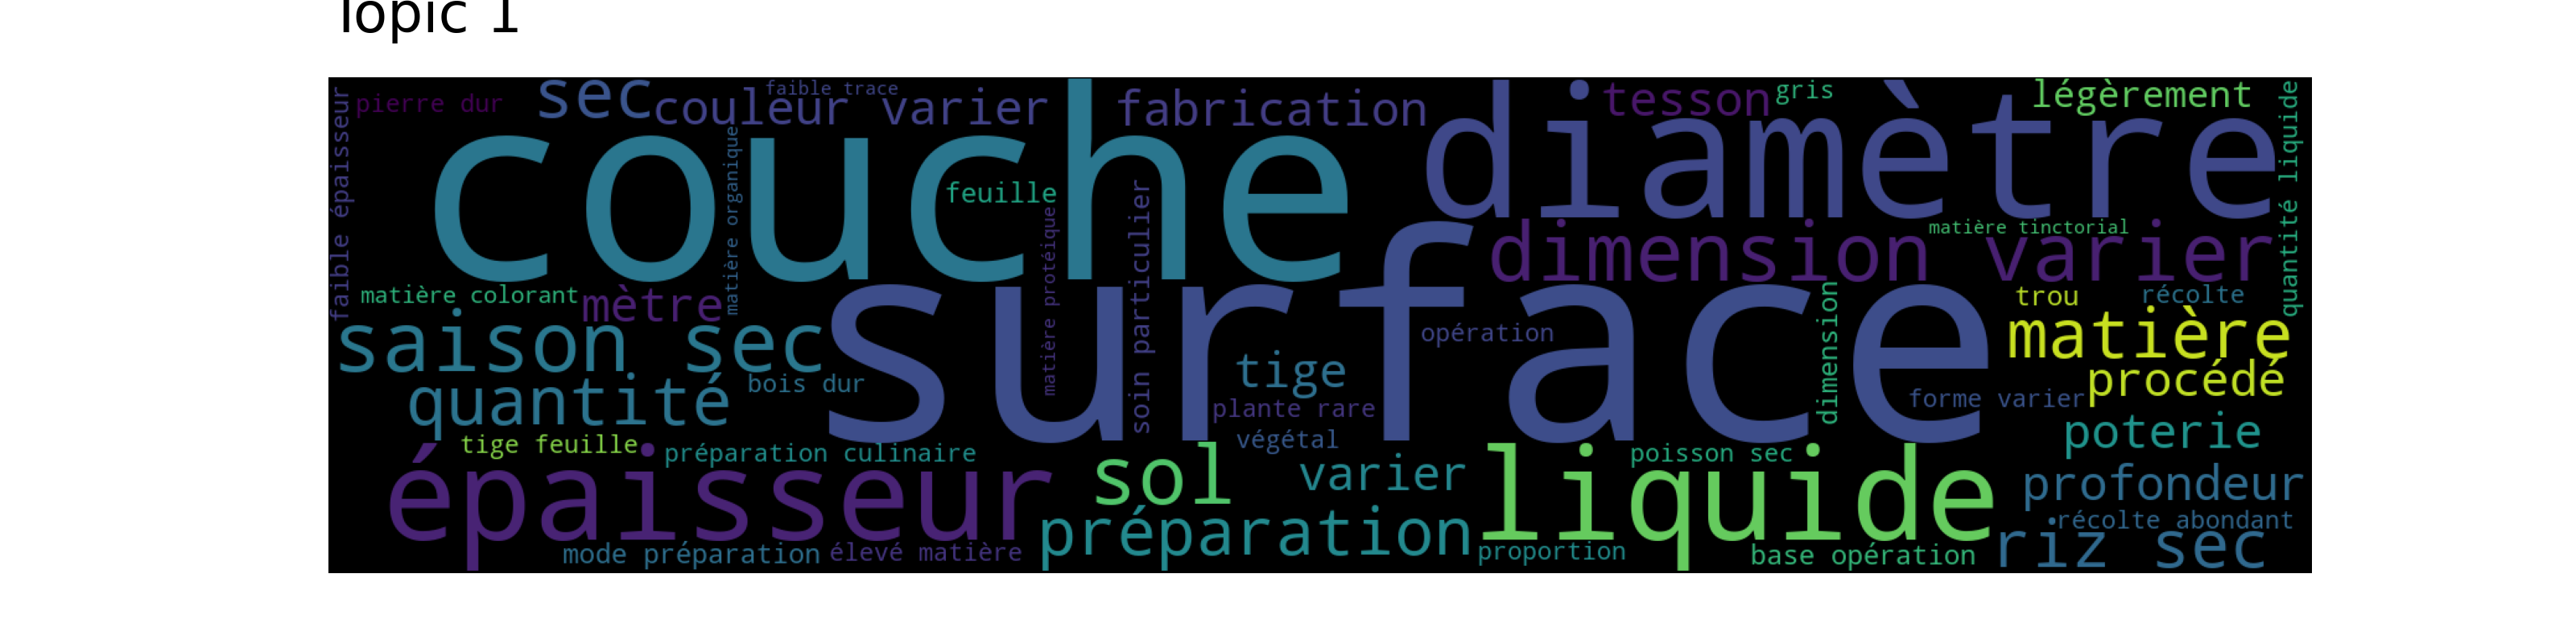 Topic 1
faible trace
sec
couleur varier
fabrication
tesson
gris
légèrement
pierre dur
faible épaisseur
couche
diamètre
quantité liquide
matière organique
feuille
soin particulier
matière protéique
matière tinctorial
dimension varier
matière colorant
mètre
surface
dimension
trou
récolte
saison sec
opération
matière
tige
bois dur
quantité
procédé
plante rare
forme varier
végétal
poterie
tige feuille
préparation culinaire
poisson sec
épaisseur
sol
varier
liquide
profondeur
préparation
récolte abondant
mode préparation
élevé matière
proportion
base opération
riz sec